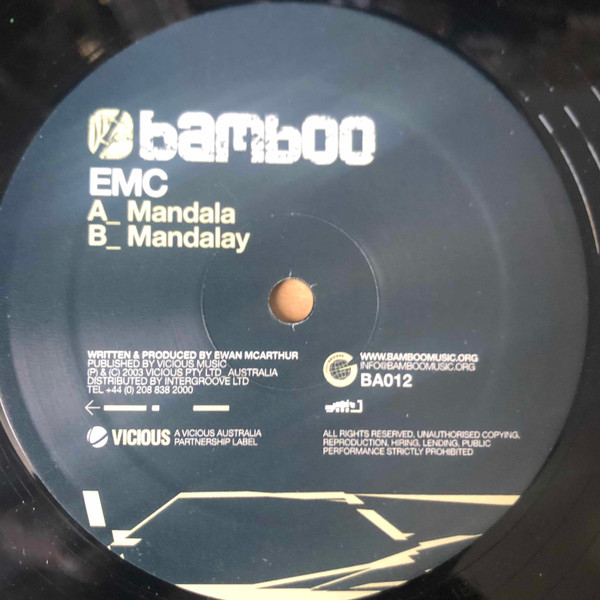 bamboo
EMC
A_ Mandala
B_ Mandalay
WRITTEN & PRODUCED BY EWAN MCARTHUR
PUBLISHED BY VICIOUS MUSIC
(P) & (C) 2003 VICIOUS PTY LTD_ AUSTRALIA
DISTRIBUTED BY INTERGROOVE LTD
TEL +44 (0) 208 838 2000
WWW.BAMBOOMUSIC.ORG
INFO@BAMBOOMUSIC.ORG
BA012
VICIOUS
A VICIOUS AUSTRALIA
PARTNERSHIP LABEL
ALL RIGHTS RESERVED, UNAUTHORISED COPYING,
REPRODUCTION, HIRING, LENDING, PUBLIC
PERFORMANCE STRICTLY PROHIBITED